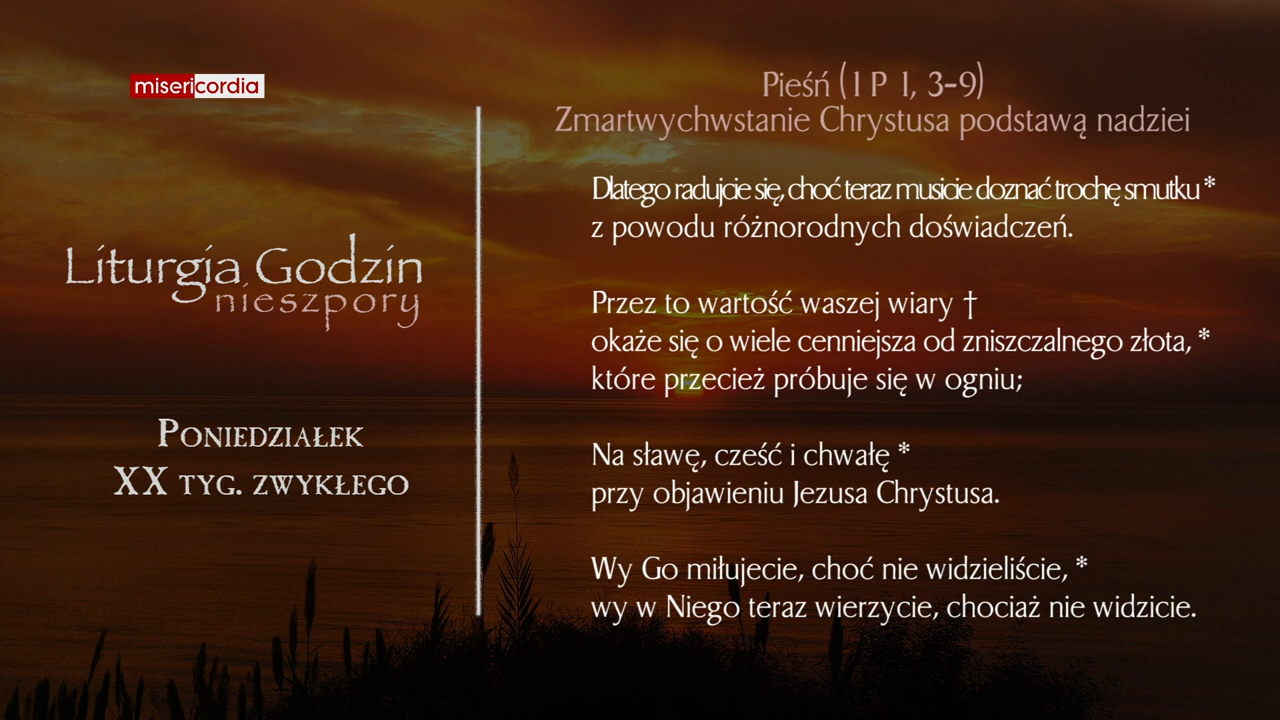 misericordia
Liturgia Godzin
nieszpory
Poniedziałek
XX tyg. zwykłego
Pieśń (1 P 1, 3-9)
Zmartwychwstanie Chrystusa podstawą nadziei
Dlatego radujcie się, choć teraz musicie doznać trochę smutku *
z powodu różnorodnych doświadczeń.
Przez to wartość waszej wiary †
okaże się o wiele cenniejsza od zniszczalnego złota, *
które przecież próbuje się w ogniu;
Na sławę, cześć i chwałę *
przy objawieniu Jezusa Chrystusa.
Wy Go miłujecie, choć nie widzieliście, *
wy w Niego teraz wierzycie, chociaż nie widzicie.